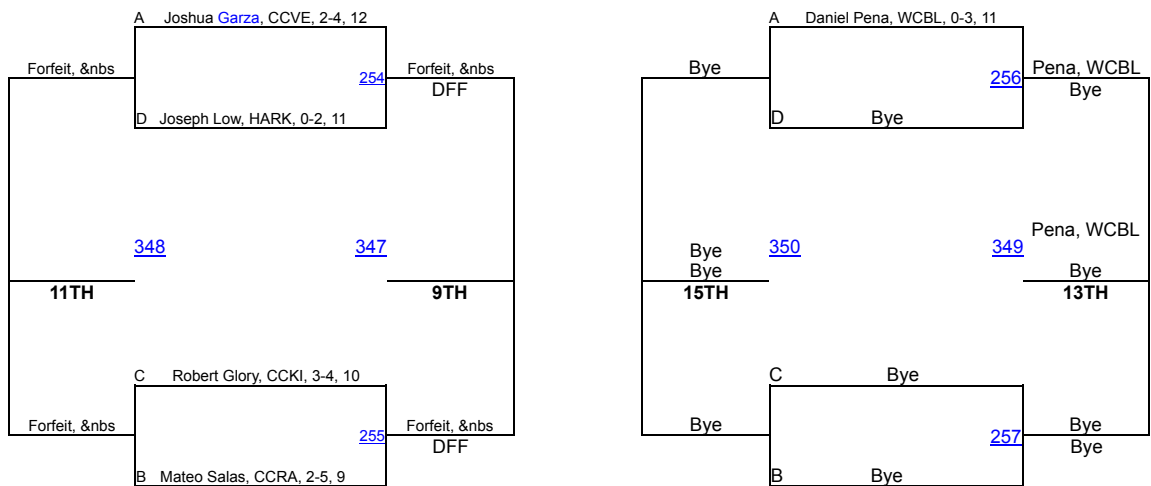 A Joshua Garza, CCVE, 2-4, 12
Forfeit, &nbs
254
Forfeit, &nbs
DFF
D Joseph Low, HARK, 0-2, 11
348
347
11TH
9TH
C Robert Glory, CCKI, 3-4, 10
Forfeit, &nbs
255
Forfeit, &nbs
DFF
B Mateo Salas, CCRA, 2-5, 9
A Daniel Pena, WCBL, 0-3, 11
Bye
256
Pena, WCBL
Bye
D Bye
Pena, WCBL
Bye
350
349
Bye
Bye
15TH
13TH
C Bye
Bye
257
Bye
Bye
B Bye